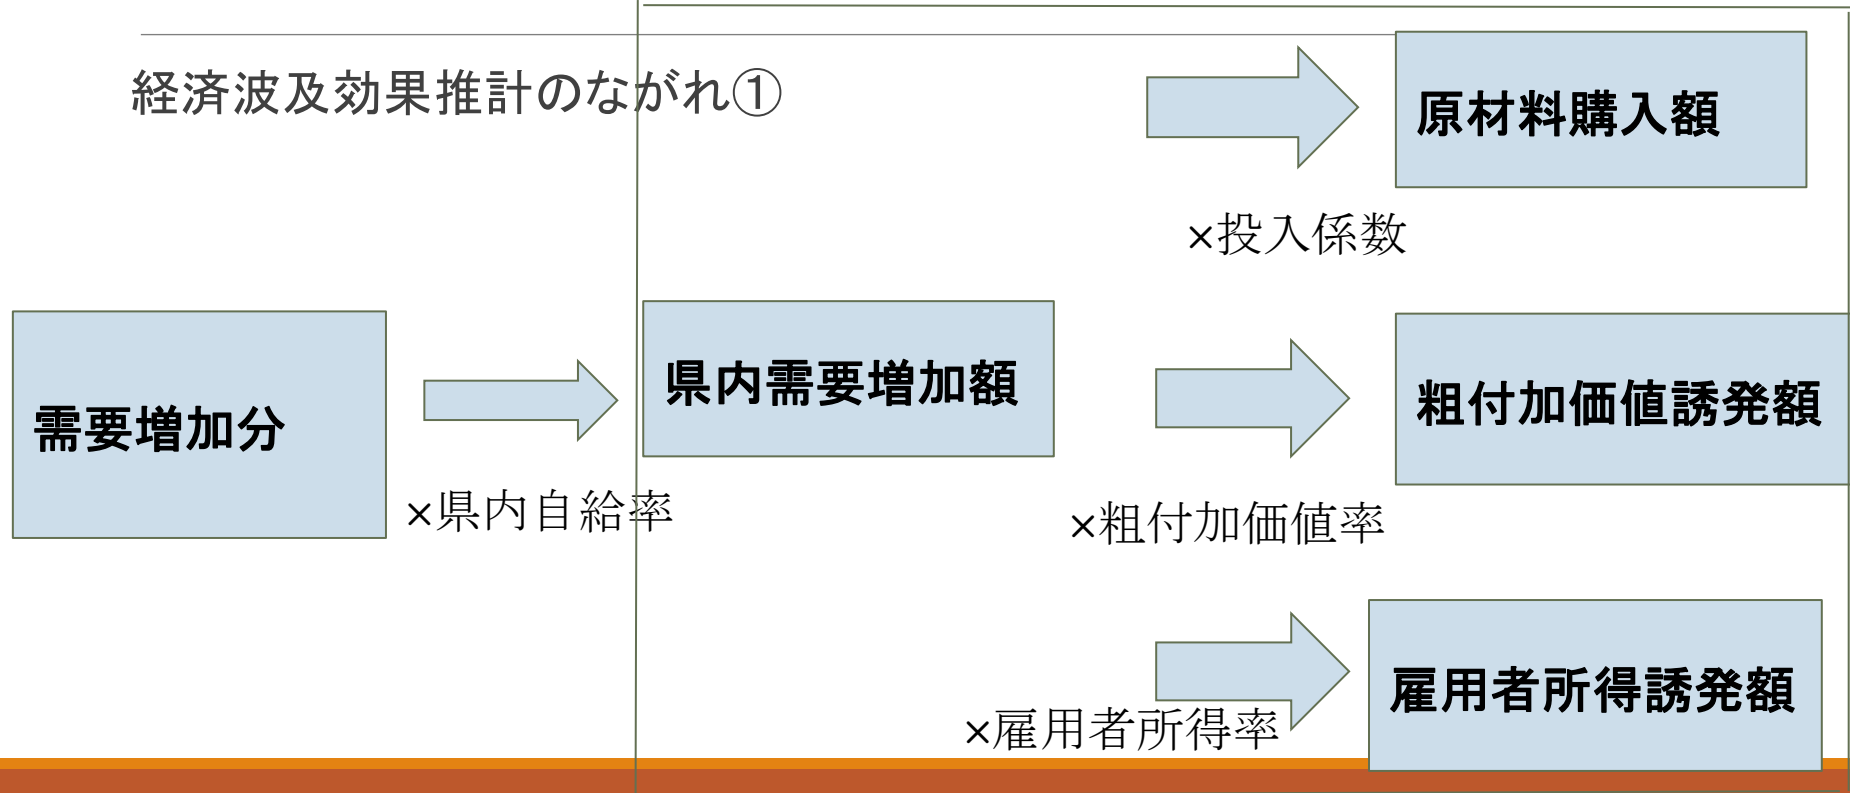 経済波及効果推計のながれ①
原材料購入額
×投入係数
需要増加分
県内需要増加額
粗付加価値誘発額
×県内自給率
×粗付加価値率
雇用者所得誘発額
×雇用者所得率